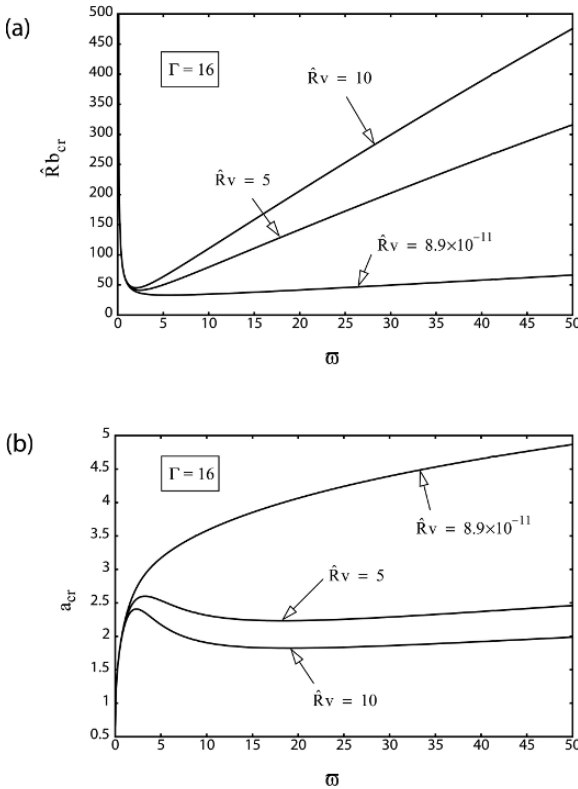 (a)
500
450
400
350
300
250
200
150
100
50
0
R̂b_cr
Γ = 16
R̂v = 10
R̂v = 5
R̂v = 8.9×10⁻¹¹
0 5 10 15 20 25 30 35 40 45 50
ϖ
(b)
5
4.5
4
3.5
3
2.5
2
1.5
1
0.5
a_cr
Γ = 16
R̂v = 8.9×10⁻¹¹
R̂v = 5
R̂v = 10
0 5 10 15 20 25 30 35 40 45 50
ϖ